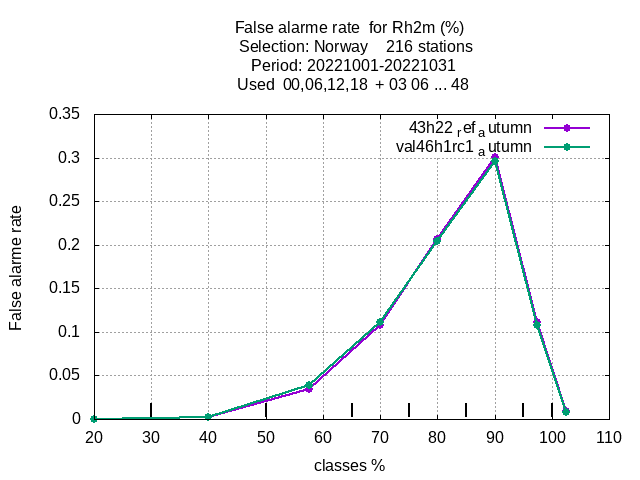 False alarme rate  for Rh2m (%)
Selection: Norway    216 stations
Period: 20221001-20221031
Used  00,06,12,18  + 03 06 ... 48
43h22 ref a utumn
val46h1rc1 a utumn
False alarme rate
0.35
0.3
0.25
0.2
0.15
0.1
0.05
0
20 30 40 50 60 70 80 90 100 110
classes %